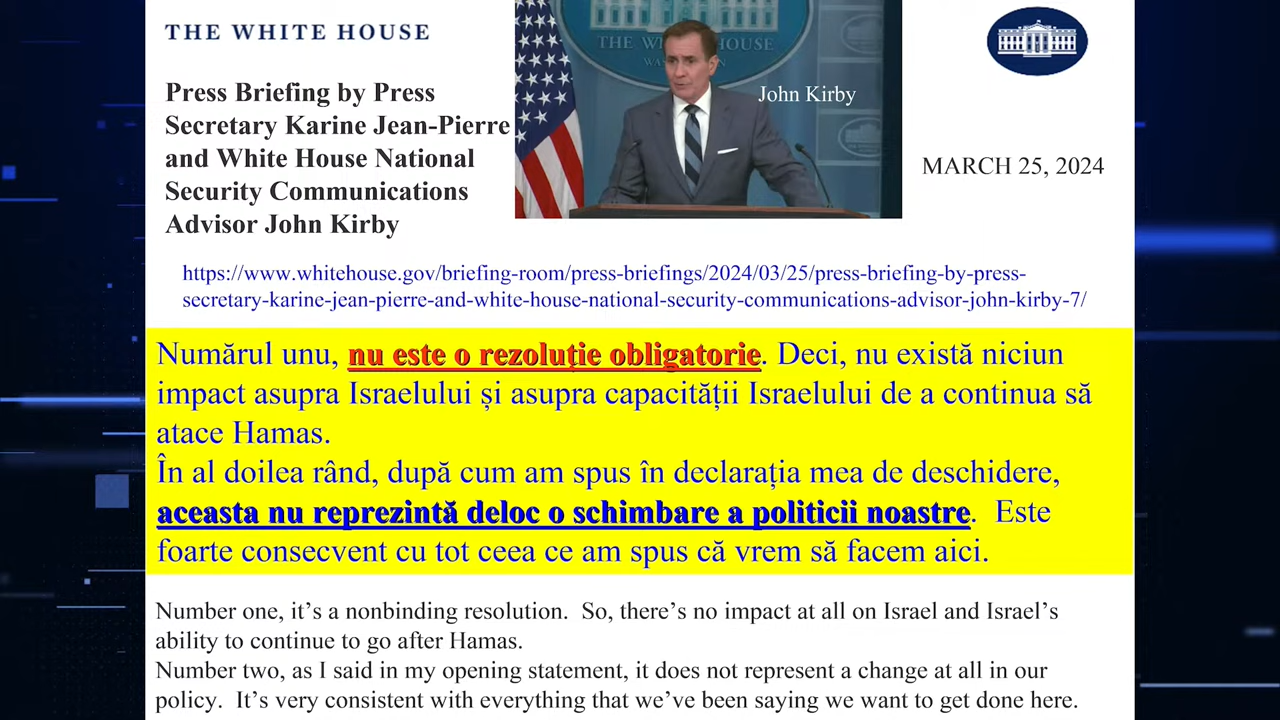 THE WHITE HOUSE
Press Briefing by Press
Secretary Karine Jean-Pierre
and White House National
Security Communications
Advisor John Kirby
THE WHITE HOUSE
John Kirby
MARCH 25, 2024
https://www.whitehouse.gov/briefing-room/press-briefings/2024/03/25/press-briefing-by-press-
secretary-karine-jean-pierre-and-white-house-national-security-communications-advisor-john-kirby-7/
Numărul unu, nu este o rezoluție obligatorie. Deci, nu există niciun
impact asupra Israelului și asupra capacității Israelului de a continua să
atace Hamas.
În al doilea rând, după cum am spus în declarația mea de deschidere,
aceasta nu reprezintă deloc o schimbare a politicii noastre. Este
foarte consecvent cu tot ceea ce am spus că vrem să facem aici.
Number one, it’s a nonbinding resolution. So, there’s no impact at all on Israel and Israel’s
ability to continue to go after Hamas.
Number two, as I said in my opening statement, it does not represent a change at all in our
policy. It’s very consistent with everything that we’ve been saying we want to get done here.